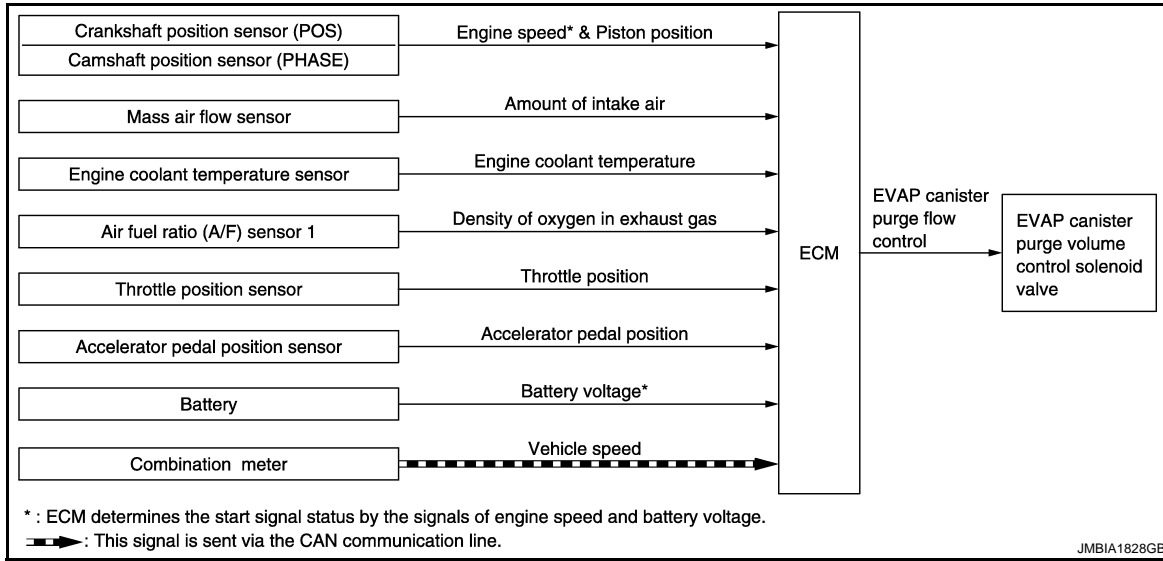 Crankshaft position sensor (POS)
Engine speed* & Piston position
Camshaft position sensor (PHASE)
Mass air flow sensor
Amount of intake air
Engine coolant temperature sensor
Engine coolant temperature
Air fuel ratio (A/F) sensor 1
Density of oxygen in exhaust gas
Throttle position sensor
Throttle position
Accelerator pedal position sensor
Accelerator pedal position
Battery
Battery voltage*
Combination meter
Vehicle speed
ECM
EVAP canister
purge flow
control
EVAP canister
purge volume
control solenoid
valve
* : ECM determines the start signal status by the signals of engine speed and battery voltage.
: This signal is sent via the CAN communication line.
JMBIA1828GB